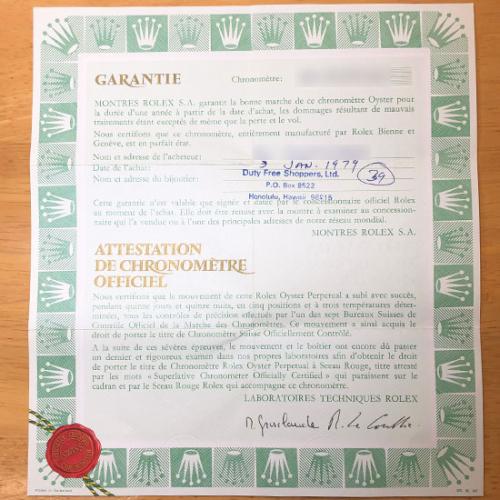 GARANTIE
Chronomètre:
MONTRES ROLEX S.A. garantit la bonne marche de ce chronomètre Oyster pour
la durée d'une année à partir de la date d'achat, les dommages résultant de mauvais
traitements étant exceptés de même que la perte et le vol.
Nous certifions que ce chronomètre, entièrement manufacturé par Rolex Bienne et
Genève, est en parfait état.
Nom et adresse de l'acheteur:
Date de l'achat: 3 JAN. 1979
Nom et adresse du bijoutier: Duty Free Shoppers, Ltd.
P.O. Box 8522
Honolulu, Hawaii 96815
39
Cette garantie n'est valable que signée et datée par le concessionnaire officiel Rolex
au moment de l'achat. Elle doit être remise avec la montre à examiner au concession-
naire qui l'a vendue ou à l'une des principales adresses de notre réseau mondial.
MONTRES ROLEX S.A.
ATTESTATION
DE CHRONOMÈTRE
OFFICIEL
Nous certifions que le mouvement de cette Rolex Oyster Perpetual a subi avec succès,
pendant quinze jours et quinze nuits, en cinq positions et à trois températures déter-
minées, tous les contrôles de précision effectués par l'un des sept Bureaux Suisses de
Contrôle Officiel de la Marche des Chronomètres. Ce mouvement a ainsi acquis le
droit de porter le titre de Chronomètre Suisse Officiellement Contrôlé.
A la suite de ces sévères épreuves, le mouvement et le boîtier ont encore dû passer
un dernier et rigoureux examen dans nos propres laboratoires afin d'obtenir le droit
de porter le titre de Chronomètre Rolex Oyster Perpetual à Sceau Rouge, titre attesté
par les mots «Superlative Chronometer Officially Certified» qui paraissent sur le
cadran et par le Sceau Rouge Rolex qui accompagne ce chronomètre.
LABORATOIRES TECHNIQUES ROLEX